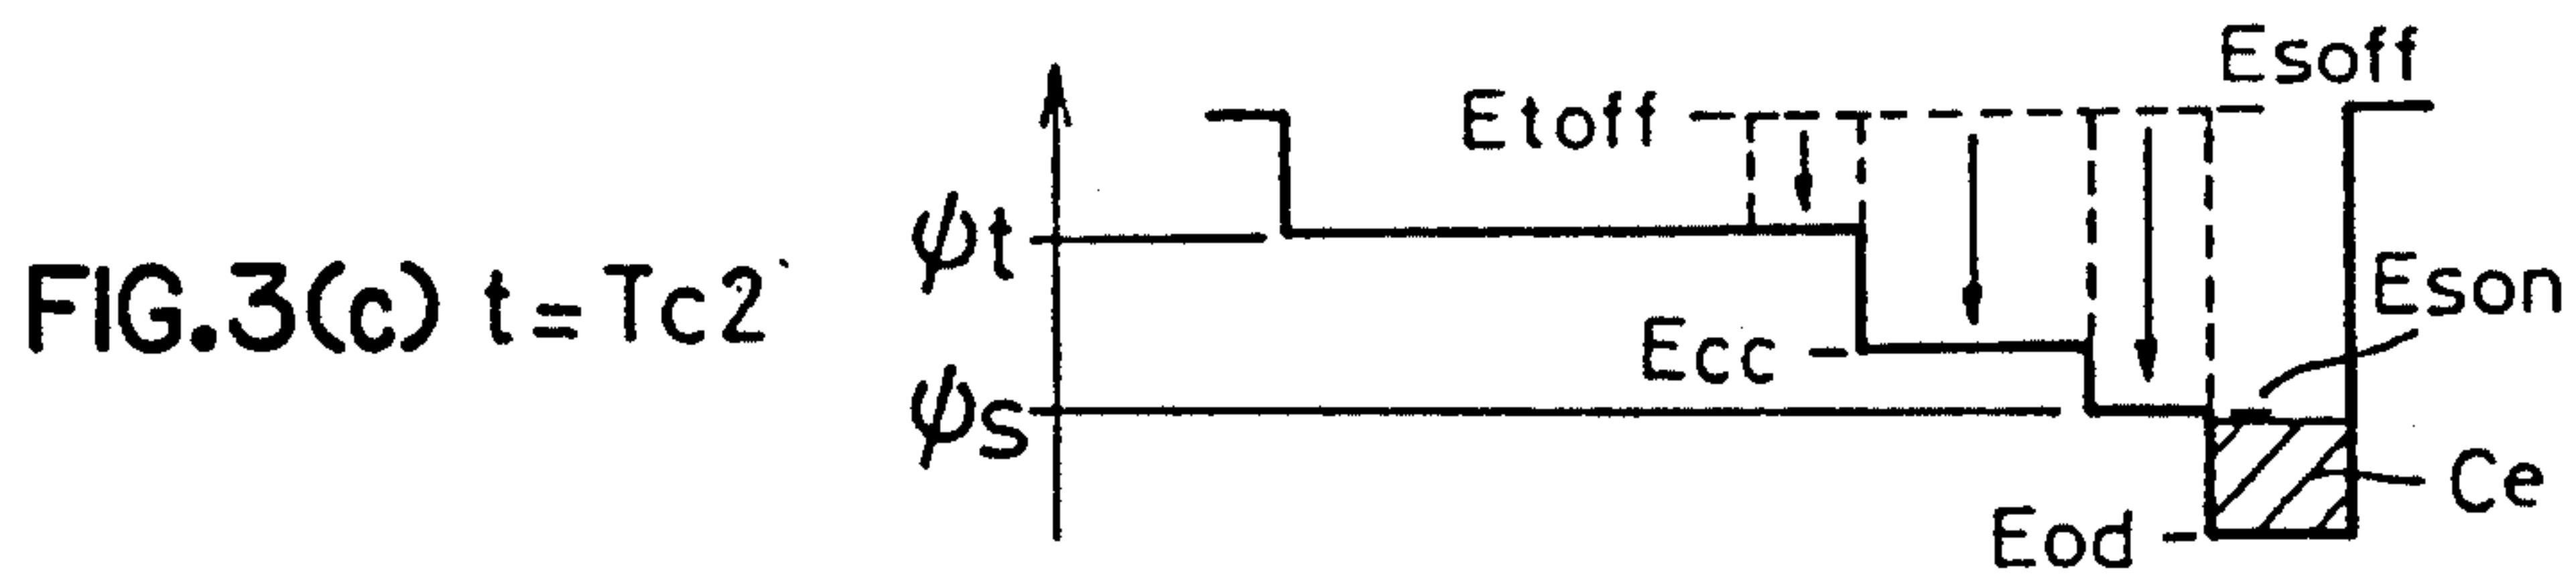 Esoff
Etoff
ψt
FIG.3(c) t=Tc2
Eson
Ecc
ψs
Ce
Eod